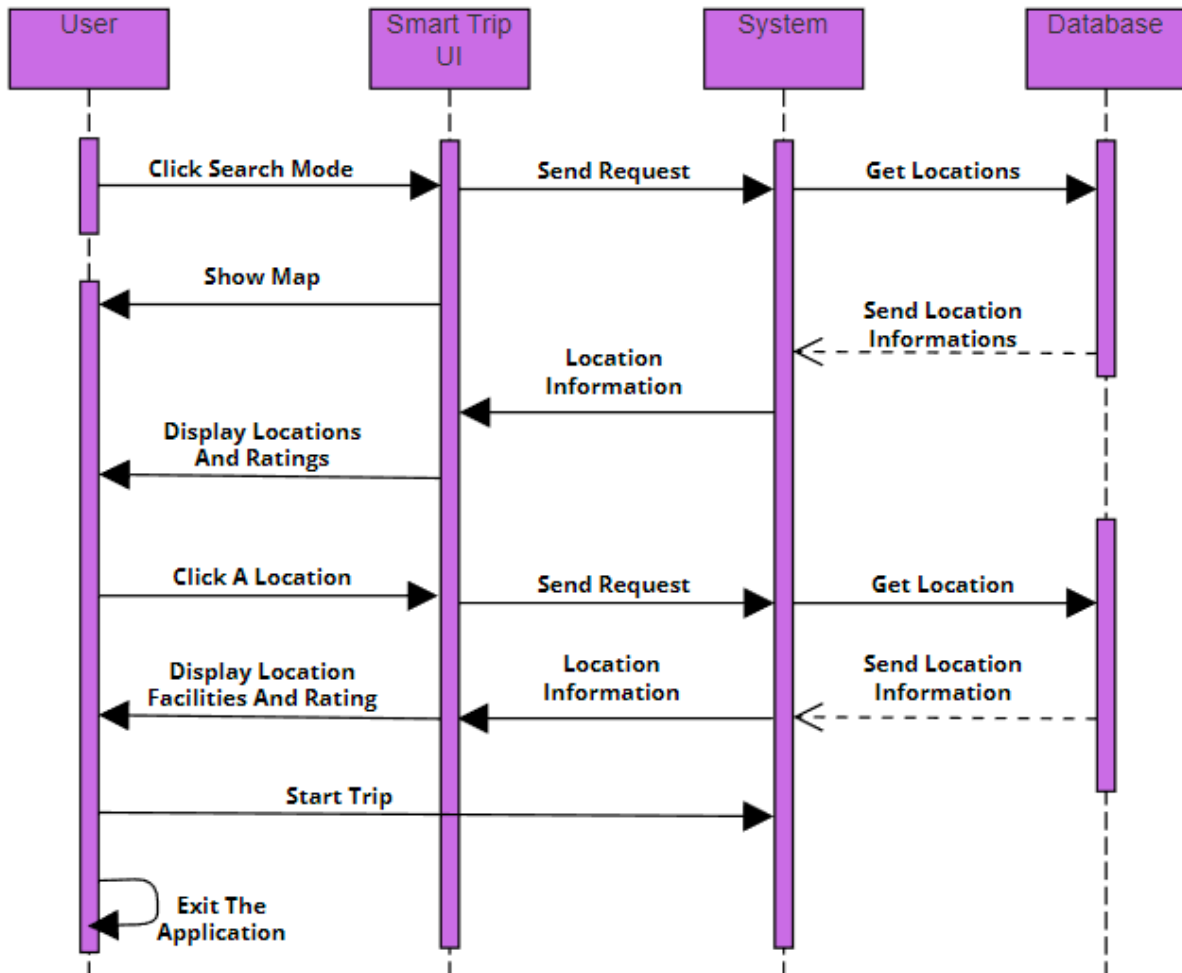 User
Smart Trip
UI
System
Database
Click Search Mode
Send Request
Get Locations
Show Map
Send Location
Informations
Location
Information
Display Locations
And Ratings
Click A Location
Send Request
Get Location
Display Location
Facilities And Rating
Location
Information
Send Location
Information
Start Trip
Exit The
Application